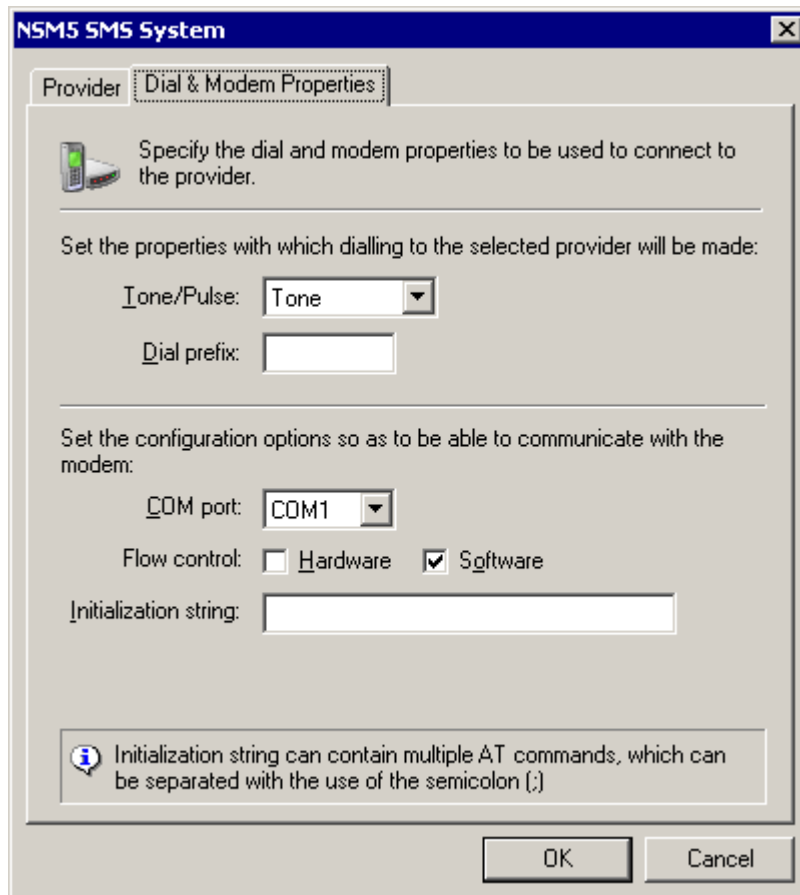 NSM5 SMS System
Provider
Dial & Modem Properties
Specify the dial and modem properties to be used to connect to
the provider.
Set the properties with which dialling to the selected provider will be made:
Tone/Pulse: Tone
Dial prefix:
Set the configuration options so as to be able to communicate with the
modem:
COM port: COM1
Flow control: Hardware Software
Initialization string:
Initialization string can contain multiple AT commands, which can
be separated with the use of the semicolon (;)
OK Cancel